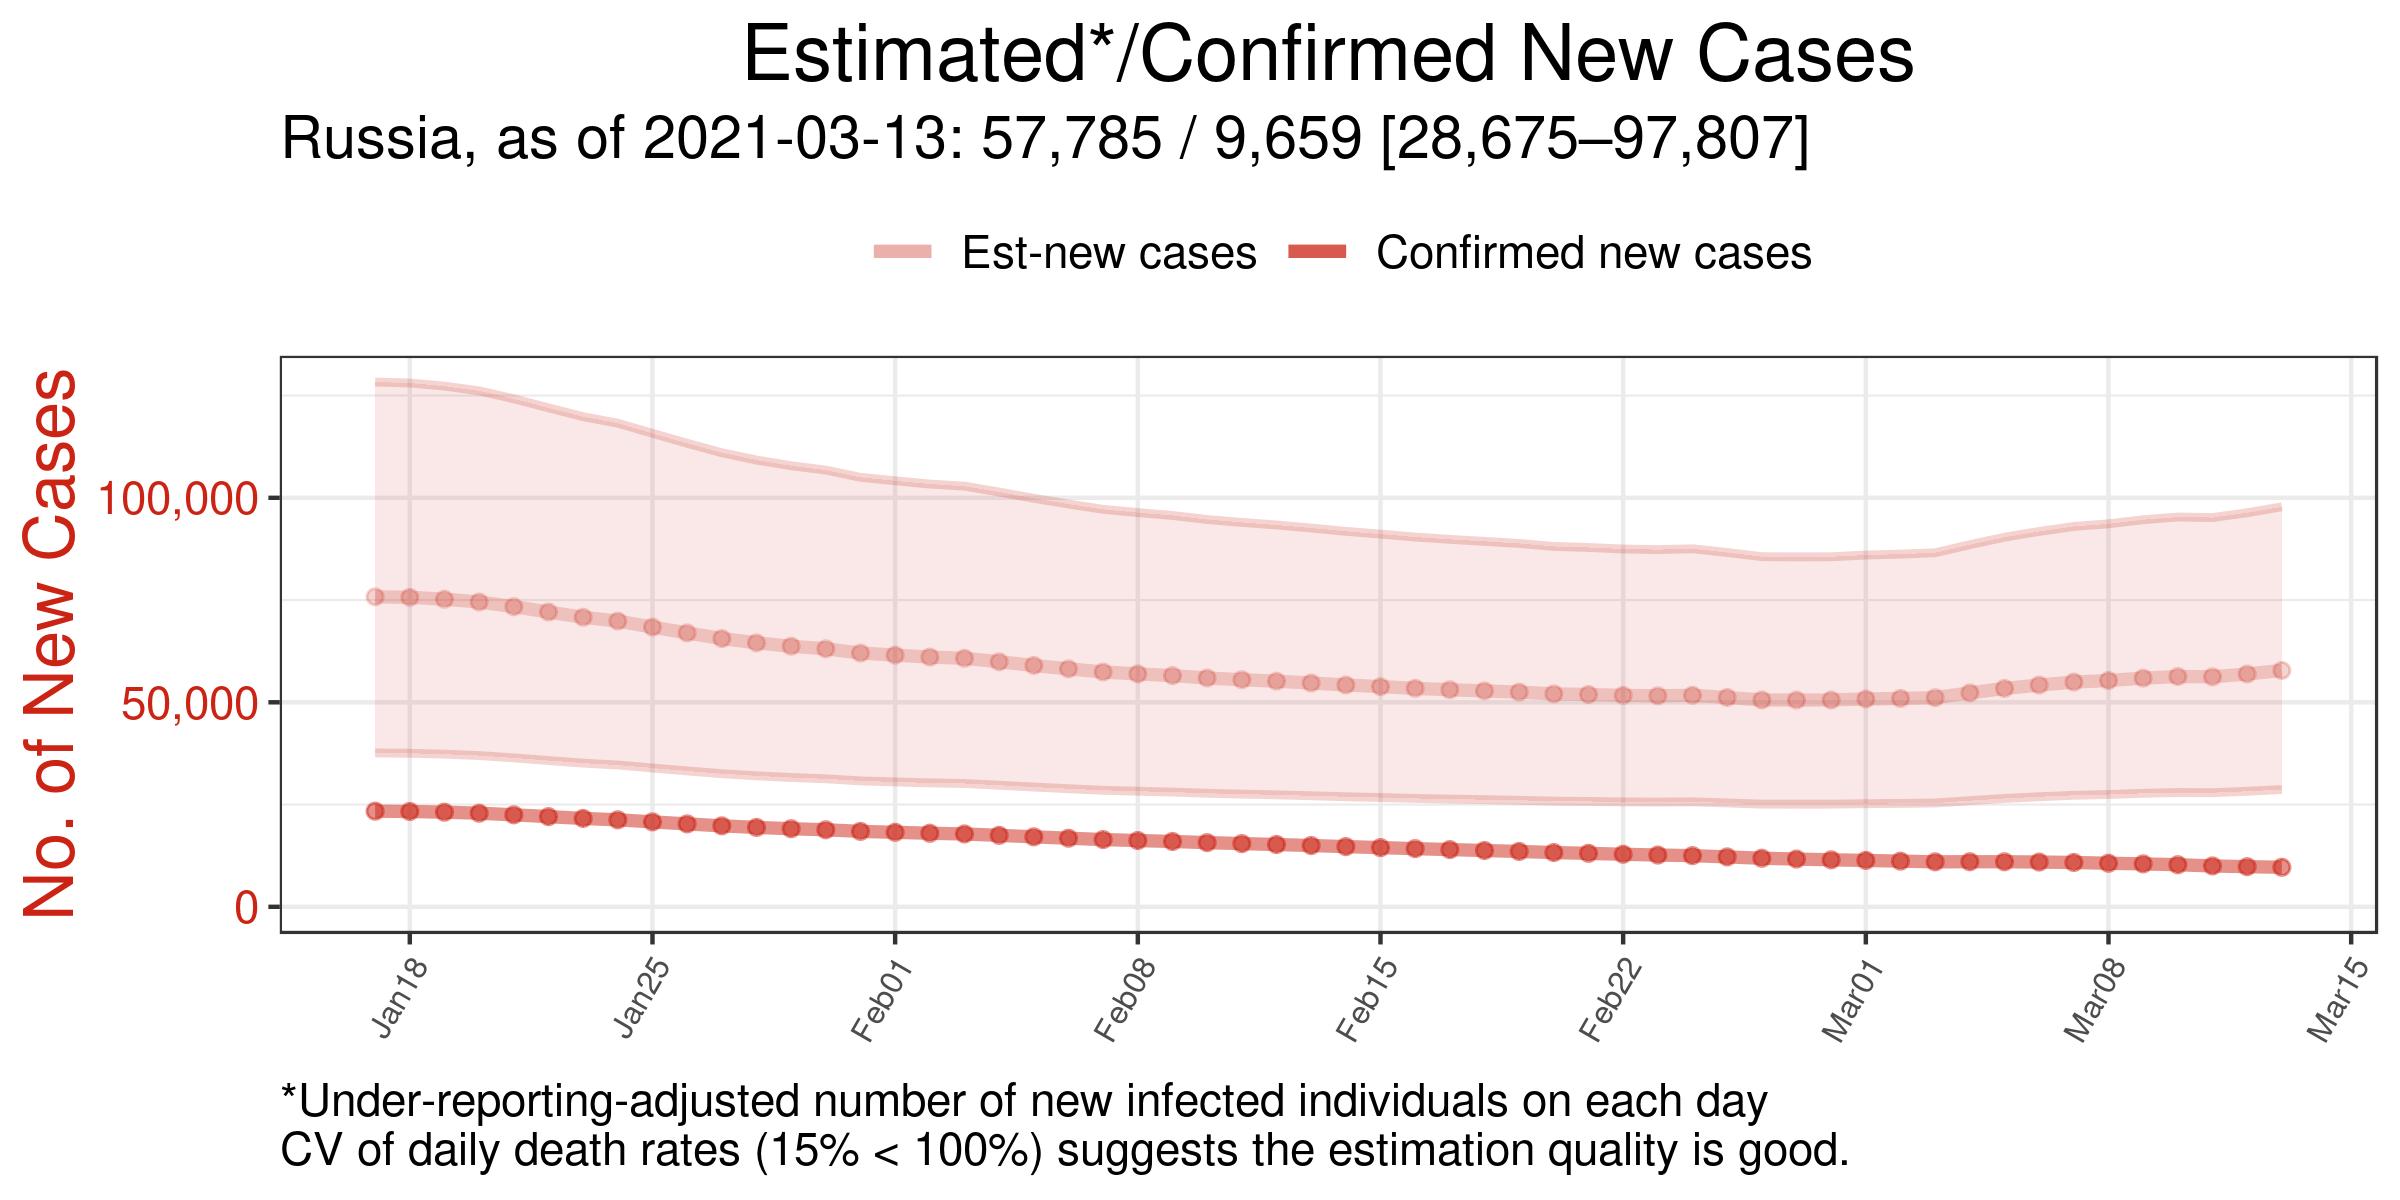 Estimated*/Confirmed New Cases
Russia, as of 2021-03-13: 57,785 / 9,659 [28,675–97,807]
Est-new cases
Confirmed new cases
No. of New Cases
100,000
50,000
0
Jan18
Jan25
Feb01
Feb08
Feb15
Feb22
Mar01
Mar08
Mar15
*Under-reporting-adjusted number of new infected individuals on each day
CV of daily death rates (15% < 100%) suggests the estimation quality is good.